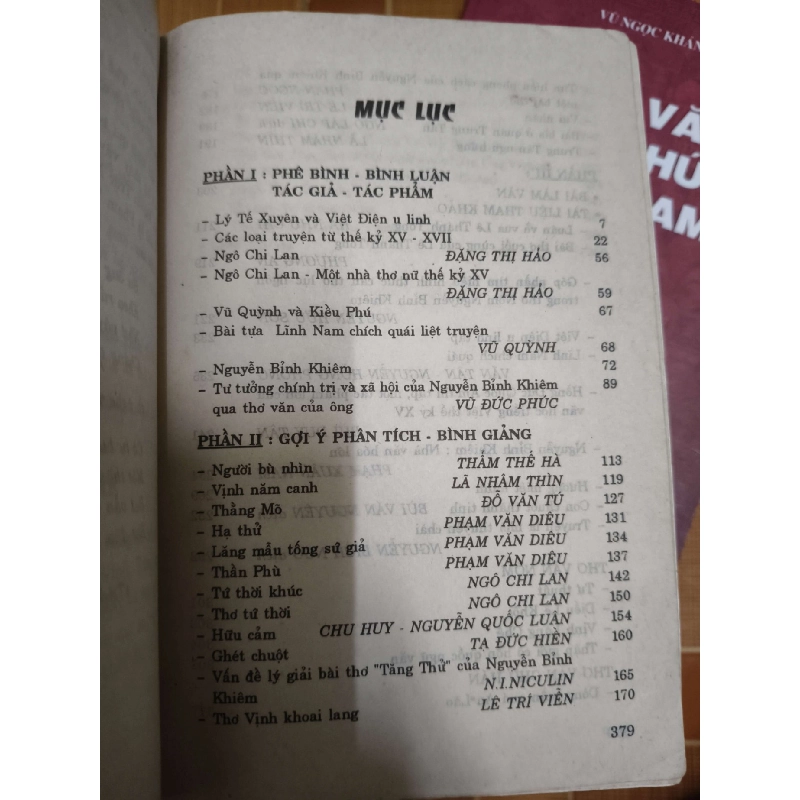 VŨ NGỌC KHÁN
VĂ
HÚ
AM
MỤC LỤC
PHẦN I : PHÊ BÌNH - BÌNH LUẬN
TÁC GIẢ - TÁC PHẨM
- Lý Tế Xuyên và Việt Điện u linh 7
- Các loại truyện từ thế kỷ XV - XVII 22
- Ngô Chi Lan ĐẶNG THỊ HẢO 56
- Ngô Chi Lan - Một nhà thơ nữ thế kỷ XV
ĐẶNG THỊ HẢO 59
- Vũ Quỳnh và Kiều Phú 67
- Bài tựa Lĩnh Nam chích quái liệt truyện
VŨ QUỲNH 68
- Nguyễn Bỉnh Khiêm 72
- Tư tưởng chính trị và xã hội của Nguyễn Bỉnh Khiêm 89
qua thơ văn của ông VŨ ĐỨC PHÚC
PHẦN II : GỢI Ý PHÂN TÍCH - BÌNH GIẢNG
- Người bù nhìn THẨM THẾ HÀ 113
- Vịnh năm canh LÃ NHÂM THÌN 119
- Thằng Mõ ĐỖ VĂN TÚ 127
- Hạ thử PHẠM VĂN DIÊU 131
- Lăng mẩu tống sứ giả PHẠM VĂN DIÊU 134
- Thần Phù PHẠM VĂN DIÊU 137
- Tứ thời khúc NGÔ CHI LAN 142
- Thơ tứ thời NGÔ CHI LAN 150
- Hữu cảm CHU HUY - NGUYỄN QUỐC LUÂN 154
- Ghét chuột TẠ ĐỨC HIỀN 160
- Vấn đề lý giải bài thơ "Tăng Thử" của Nguyễn Bỉnh
Khiêm N.I.NICULIN 165
- Thơ Vịnh khoai lang LÊ TRÍ VIỄN 170
379